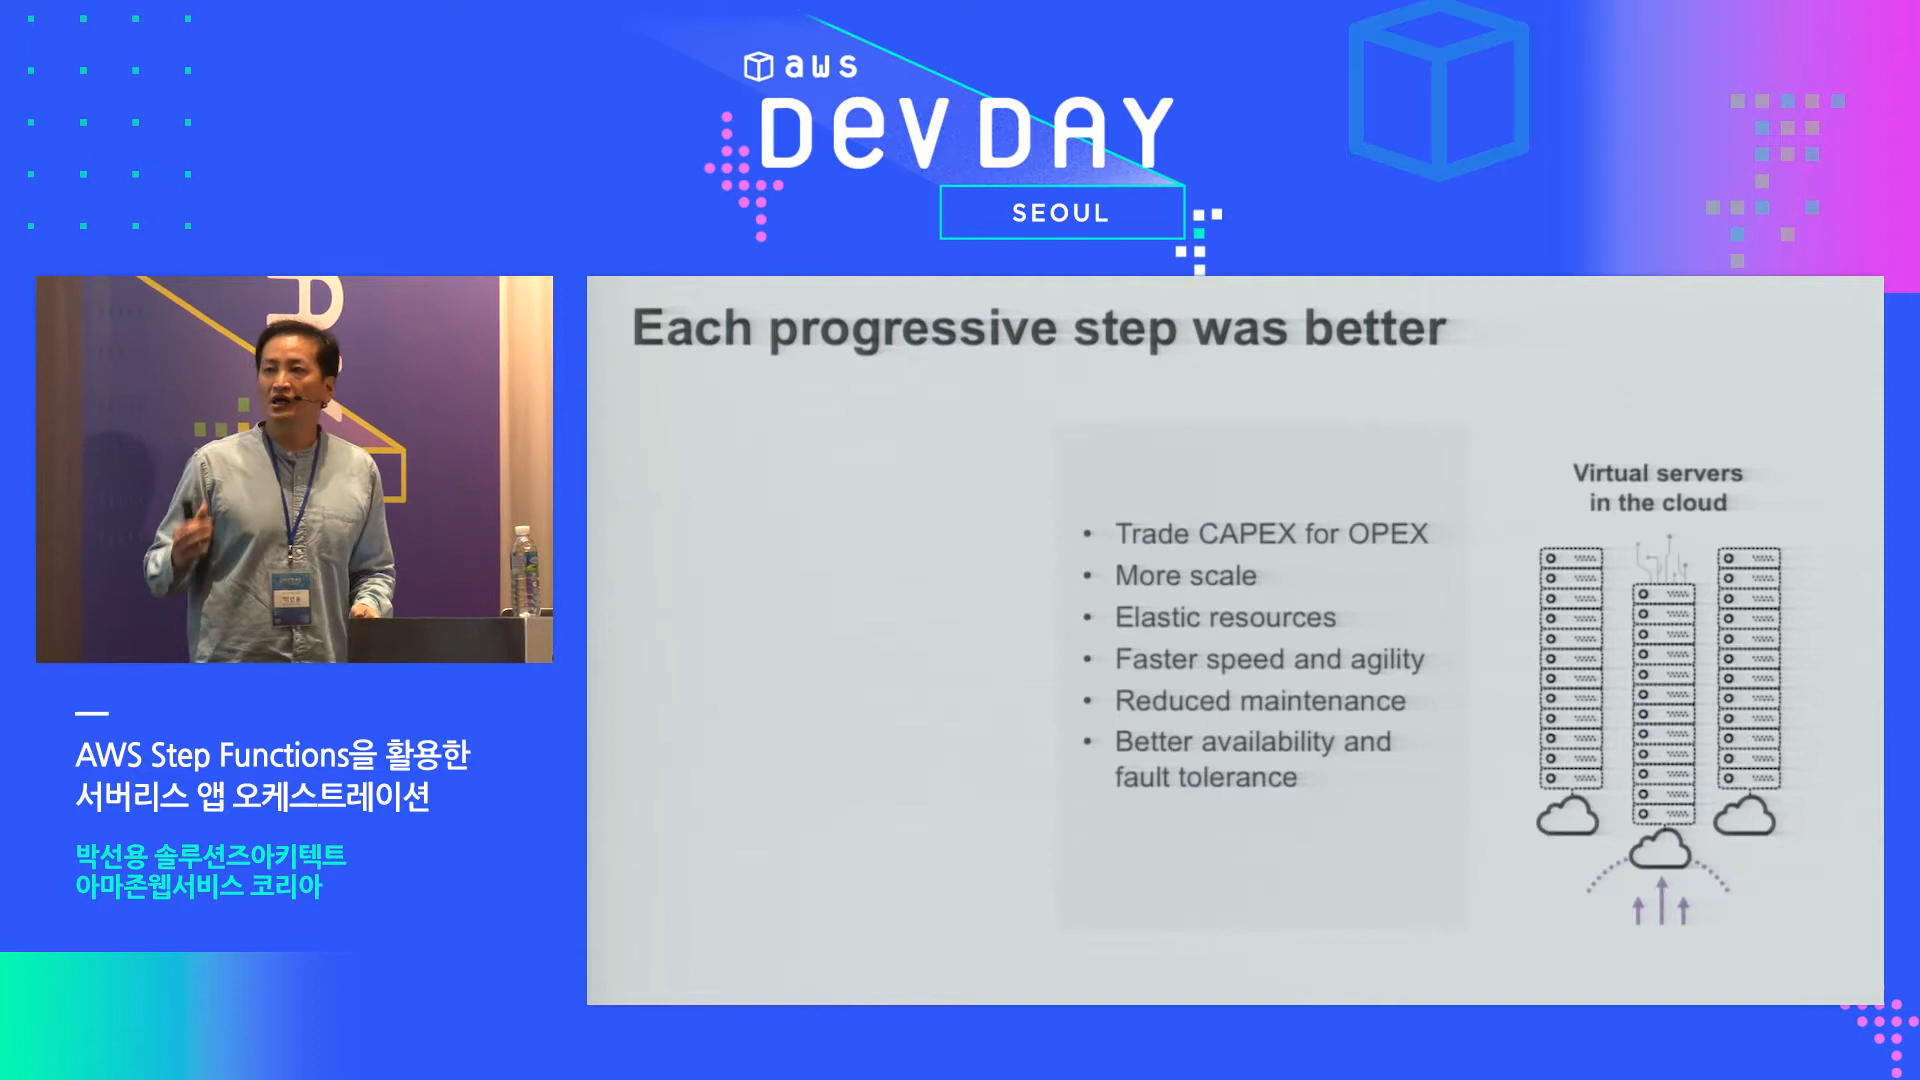 aws
DEV DAY
SEOUL
Each progressive step was better
• Trade CAPEX for OPEX
• More scale
• Elastic resources
• Faster speed and agility
• Reduced maintenance
• Better availability and
fault tolerance
Virtual servers
in the cloud
AWS Step Functions을 활용한
서버리스 앱 오케스트레이션
박선용 솔루션즈아키텍트
아마존웹서비스 코리아